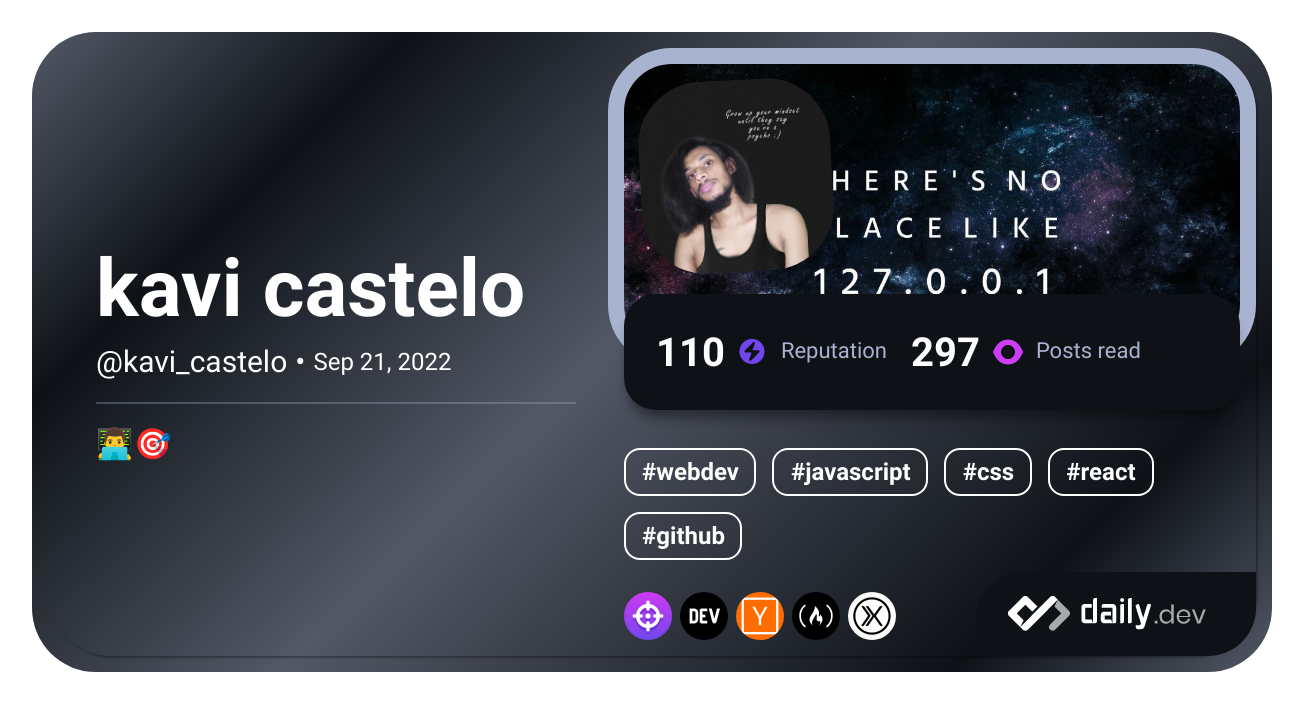 kavi castelo
@kavi_castelo • Sep 21, 2022
Grow up your mindset
until they say
you're a
psycho :)
HERE'S NO
LACE LIKE
127.0.0.1
110 Reputation 297 Posts read
#webdev #javascript #css #react
#github
DEV Y
daily.dev